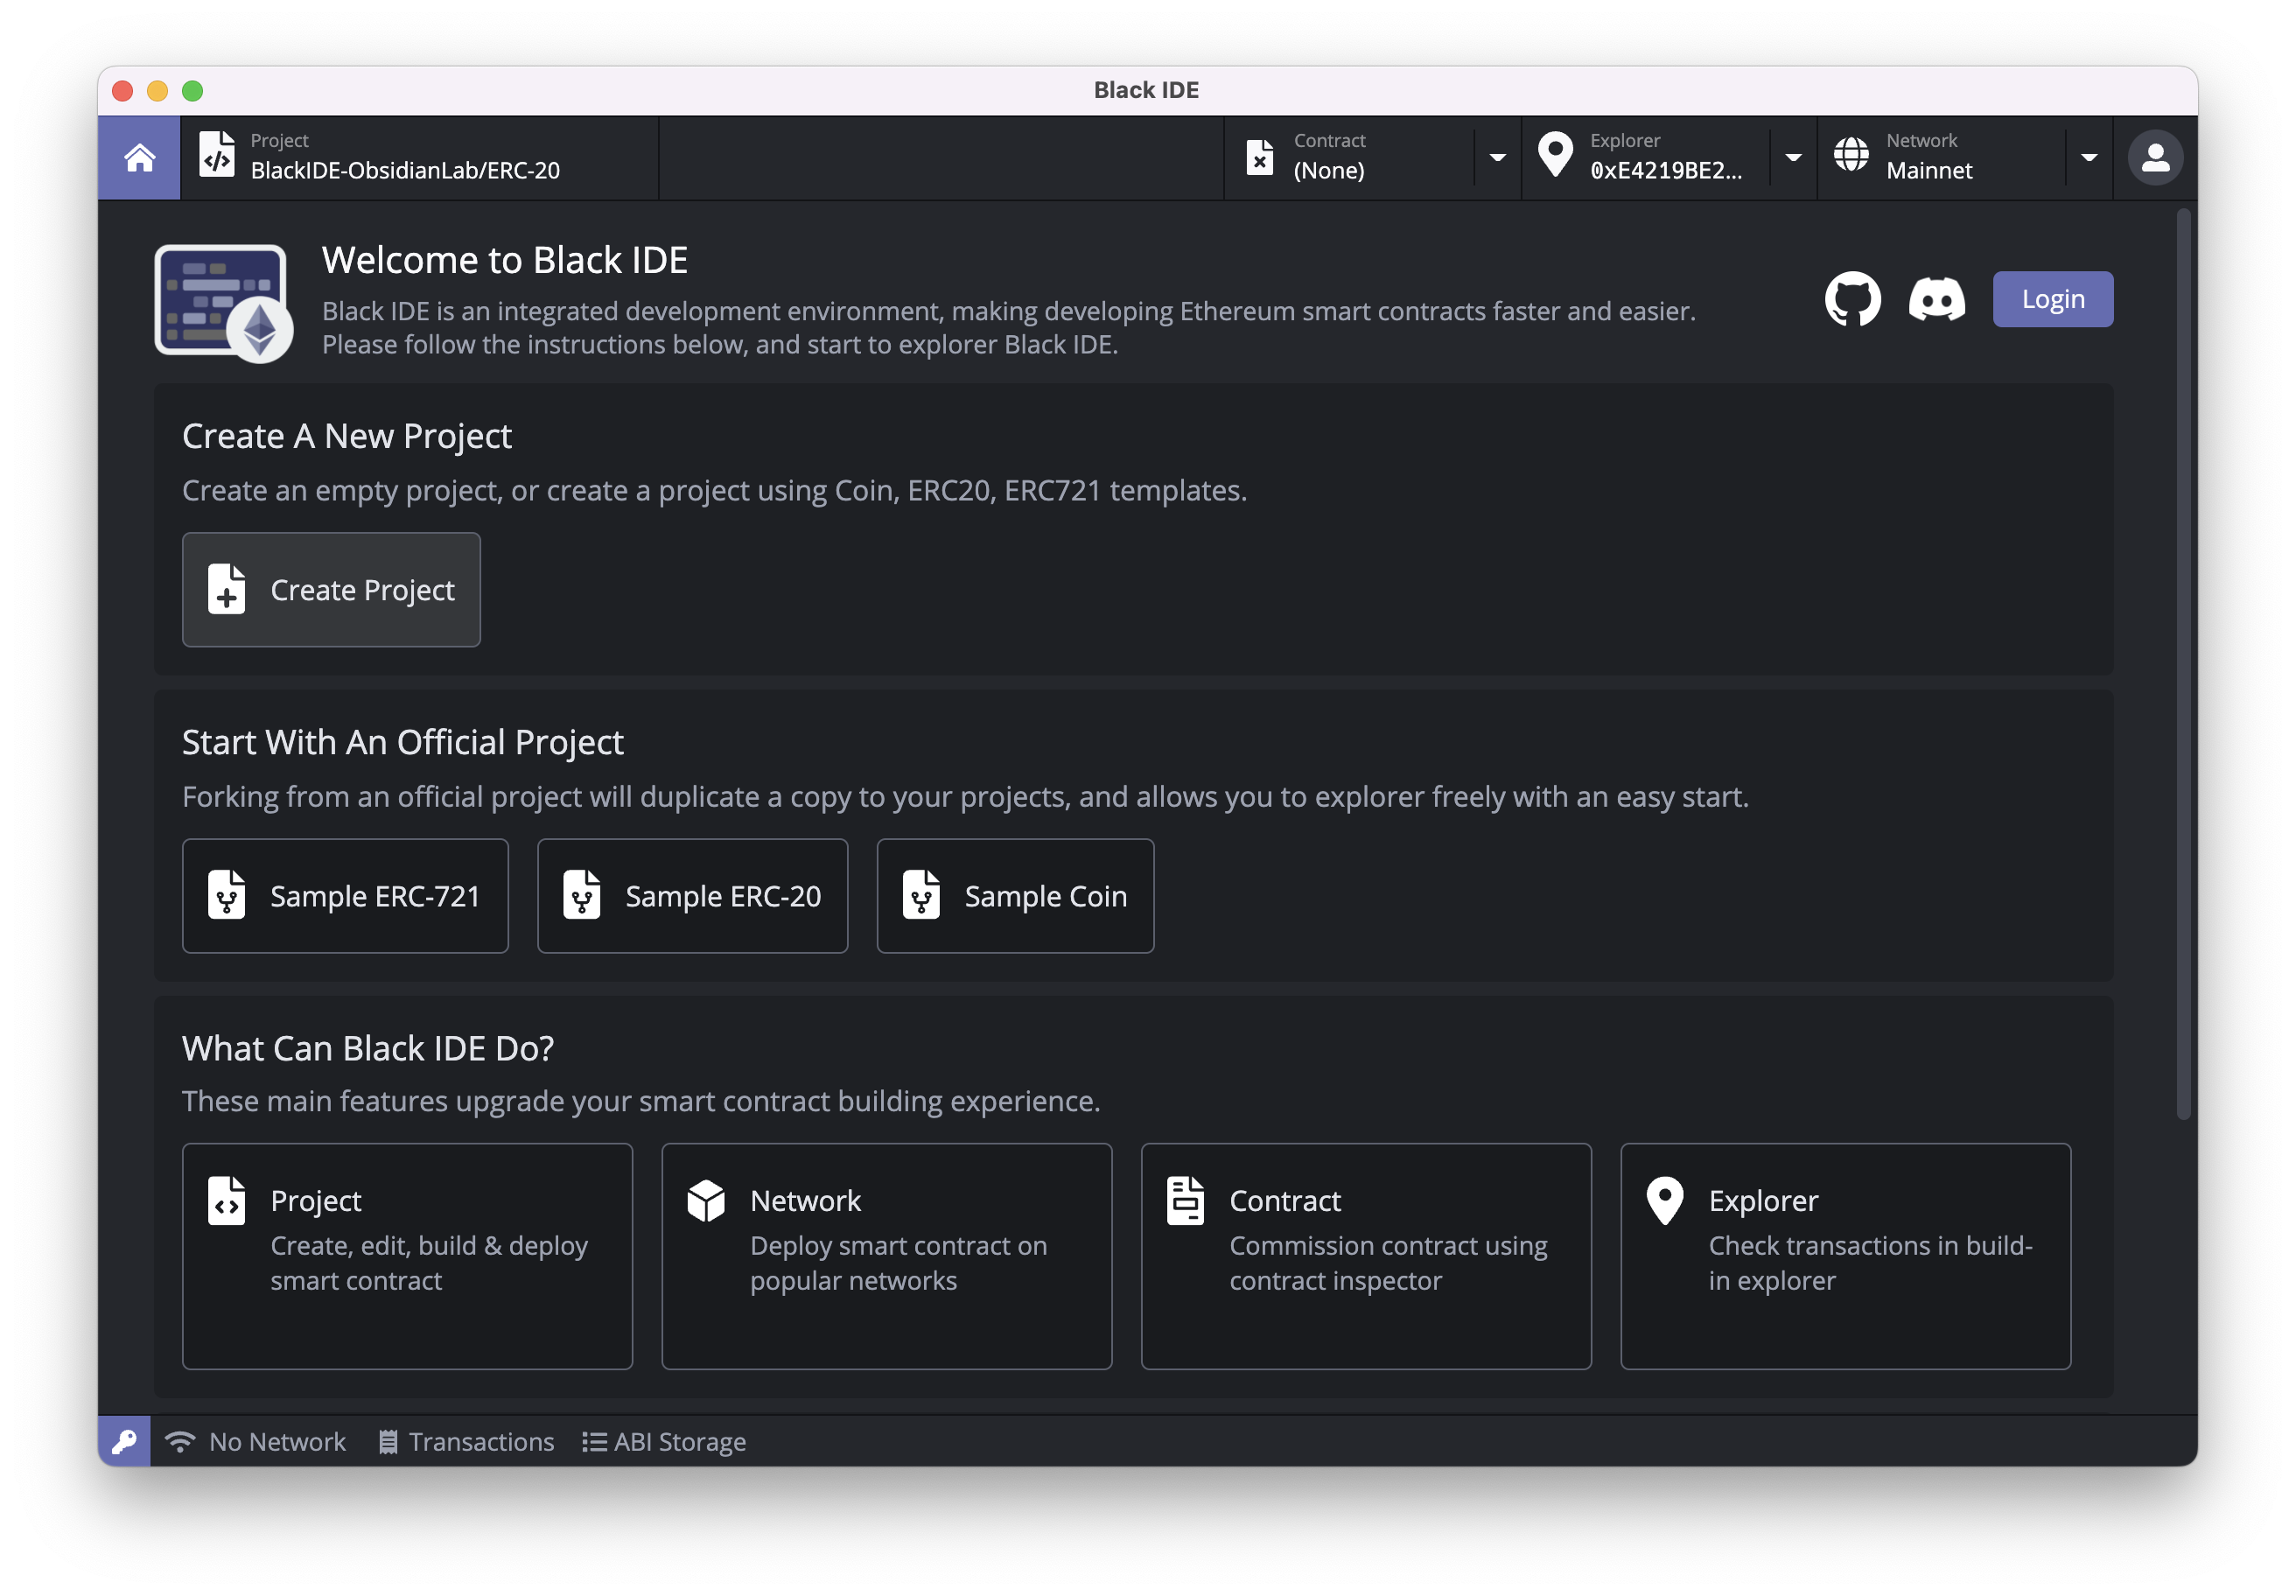 Black IDE
Project
BlackIDE-ObsidianLab/ERC-20
Contract
(None)
Explorer
0xE4219BE2...
Network
Mainnet
Welcome to Black IDE
Black IDE is an integrated development environment, making developing Ethereum smart contracts faster and easier.
Please follow the instructions below, and start to explorer Black IDE.
Login
Create A New Project
Create an empty project, or create a project using Coin, ERC20, ERC721 templates.
Create Project
Start With An Official Project
Forking from an official project will duplicate a copy to your projects, and allows you to explorer freely with an easy start.
Sample ERC-721
Sample ERC-20
Sample Coin
What Can Black IDE Do?
These main features upgrade your smart contract building experience.
Project
Create, edit, build & deploy
smart contract
Network
Deploy smart contract on
popular networks
Contract
Commission contract using
contract inspector
Explorer
Check transactions in build-
in explorer
No Network
Transactions
ABI Storage